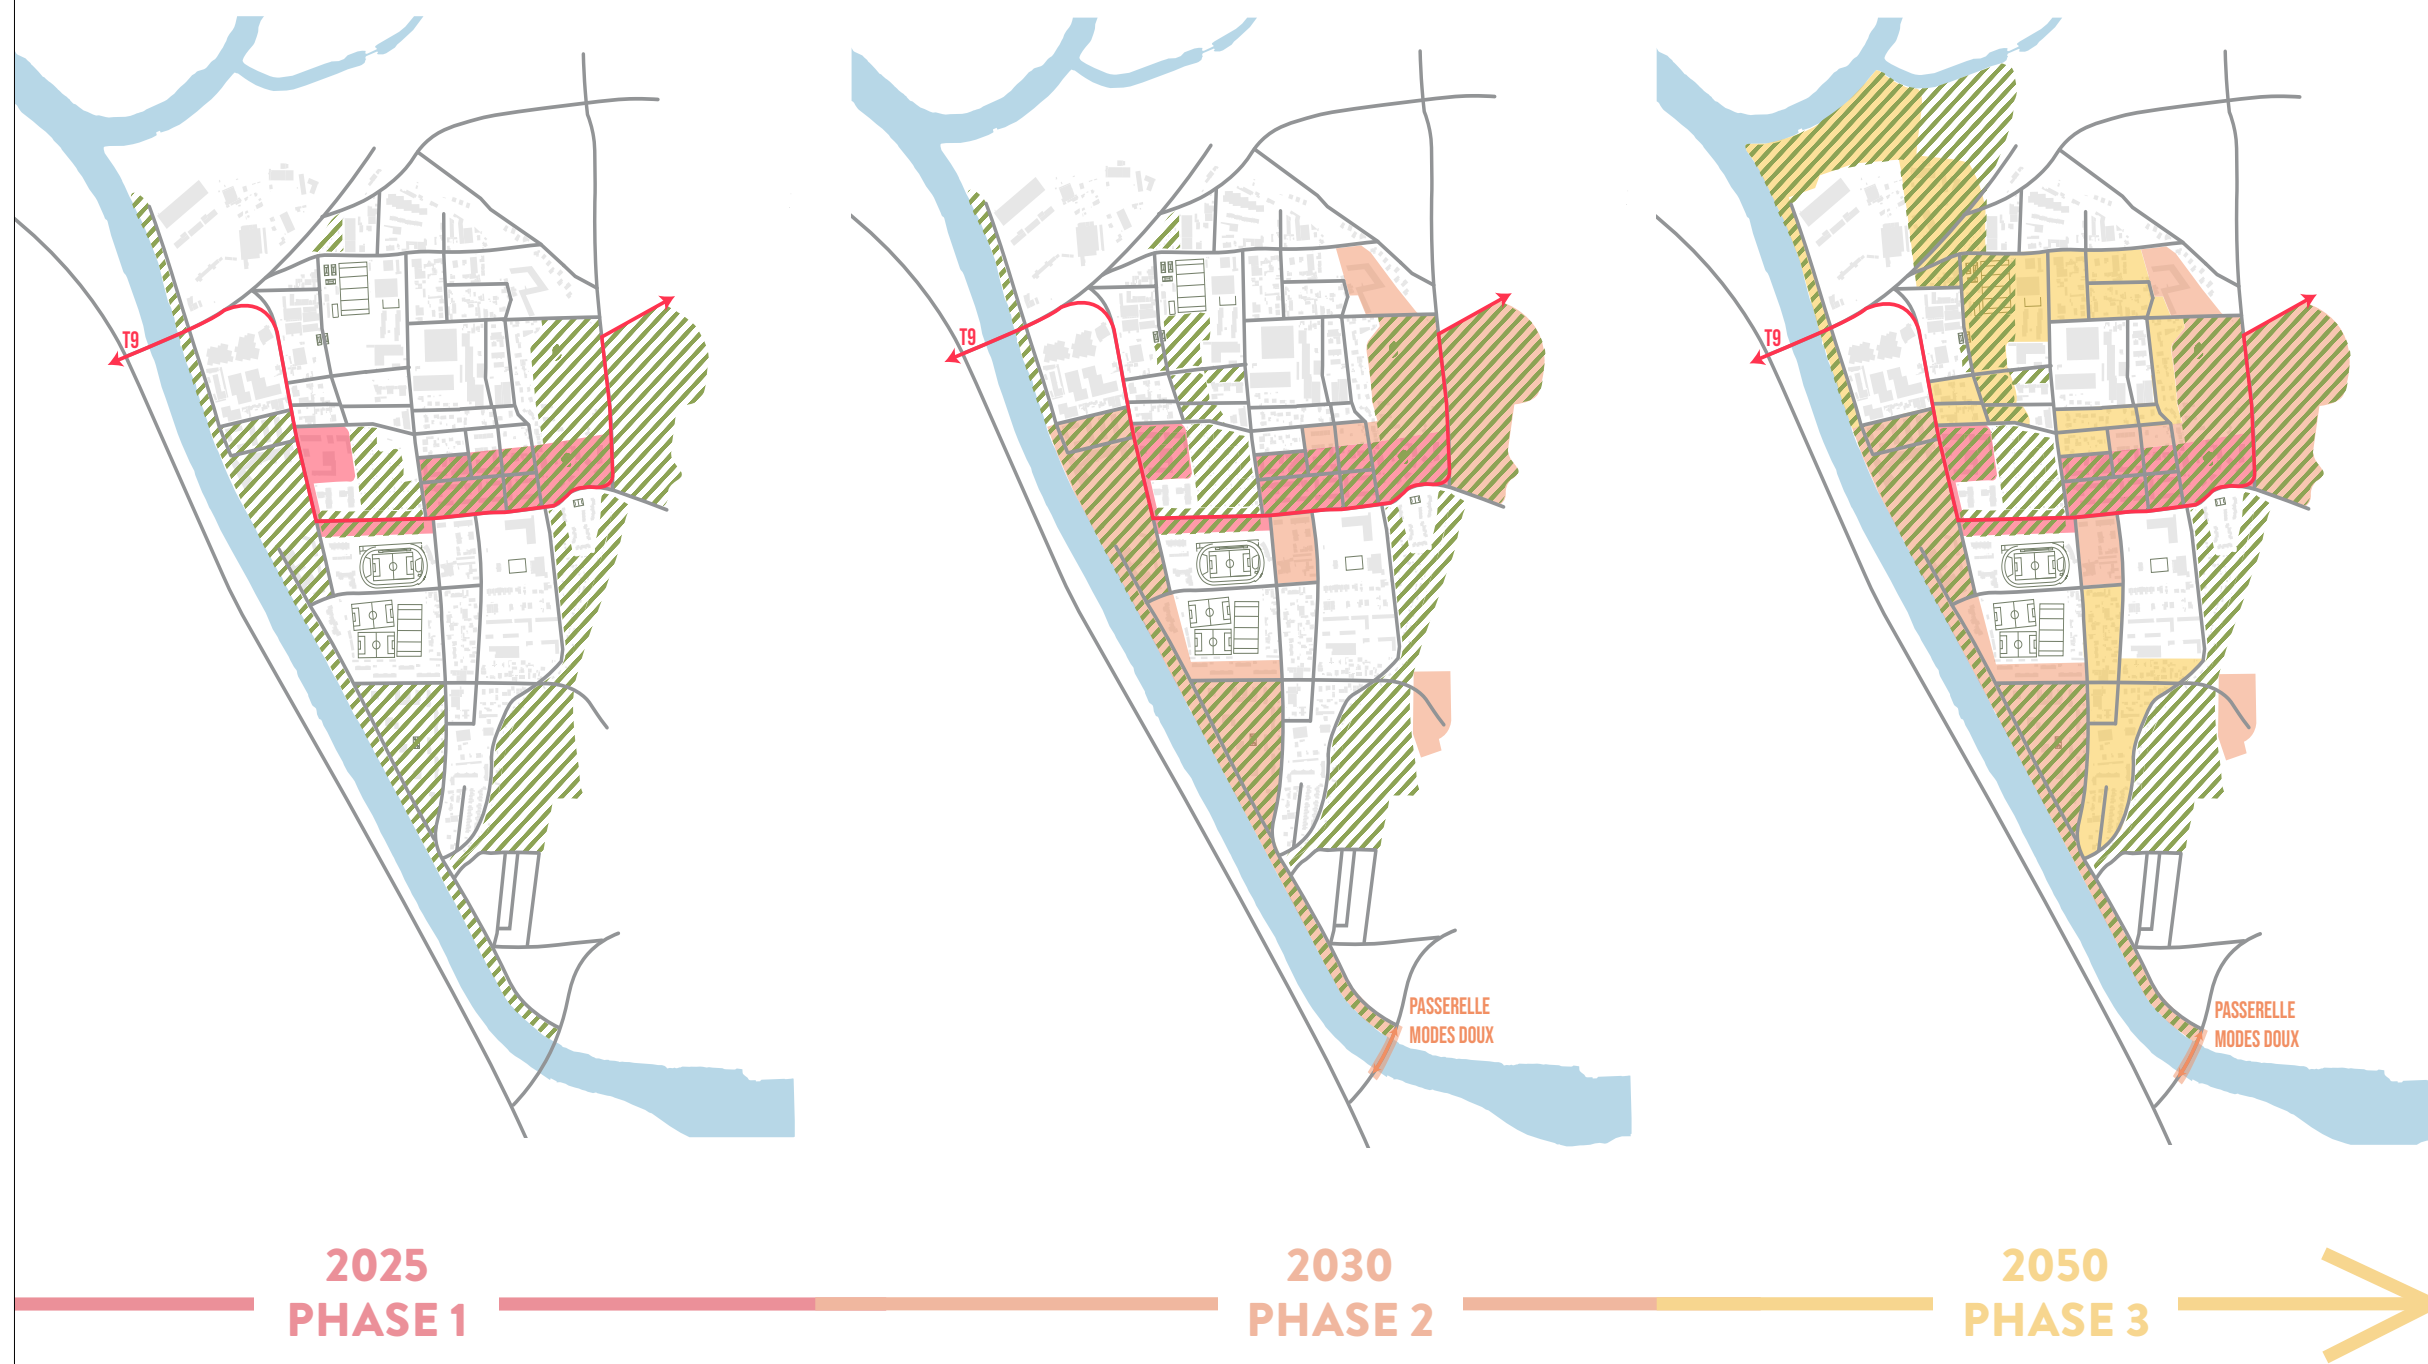 T9
T9
T9
PASSERELLE
MODES DOUX
PASSERELLE
MODES DOUX
2025
PHASE 1
2030
PHASE 2
2050
PHASE 3